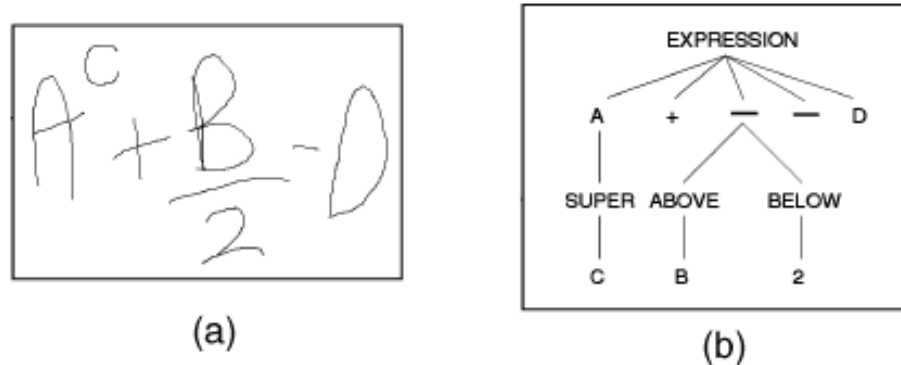 A^C + B/2 - D
(a)
EXPRESSION
A + — — D
SUPER ABOVE BELOW
C B 2
(b)